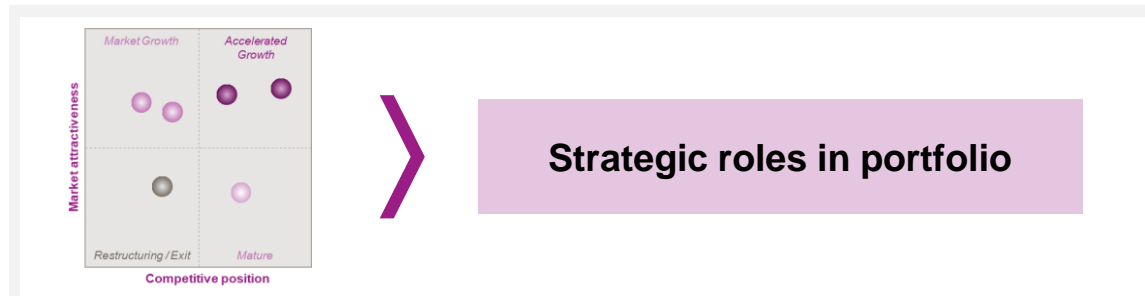 Market Growth
Accelerated
Growth
Market attractiveness
Strategic roles in portfolio
Restructuring / Exit
Mature
Competitive position